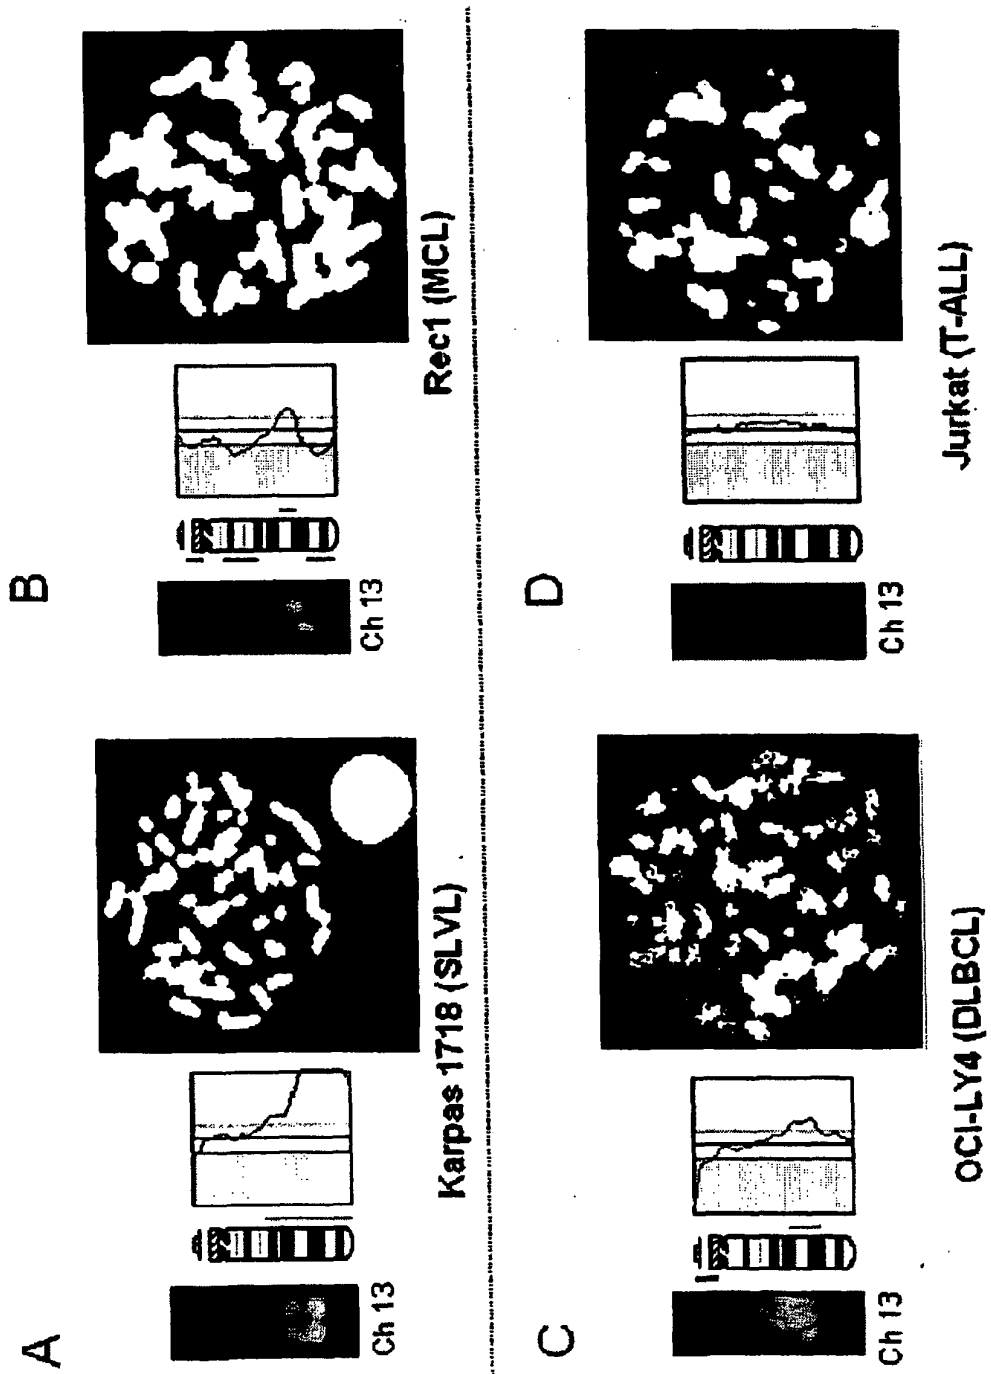 A
Ch 13
Karpas 1718 (SLVL)
B
Ch 13
Rec1 (MCL)
C
Ch 13
OCI-LY4 (DLBCL)
D
Ch 13
Jurkat (T-ALL)